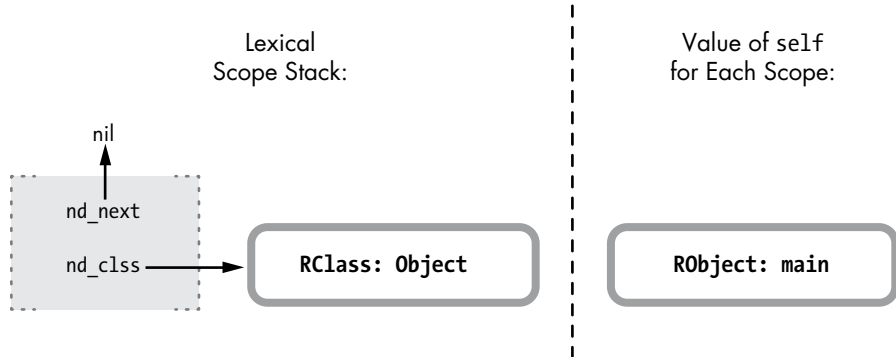 Lexical
Scope Stack:
Value of self
for Each Scope:
nil
nd_next
nd_clss
RClass: Object
RObject: main